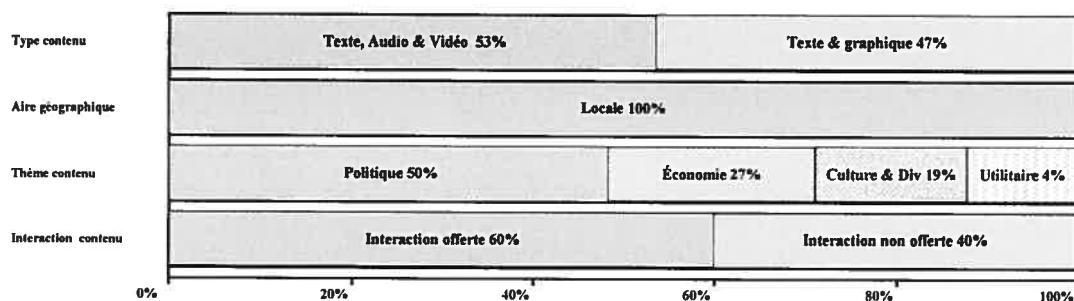 Type contenu
Texte, Audio & Vidéo 53%
Texte & graphique 47%
Aire géographique
Locale 100%
Thème contenu
Politique 50%
Économie 27%
Culture & Div 19%
Utilitaire 4%
Interaction contenu
Interaction offerte 60%
Interaction non offerte 40%
0% 20% 40% 60% 80% 100%